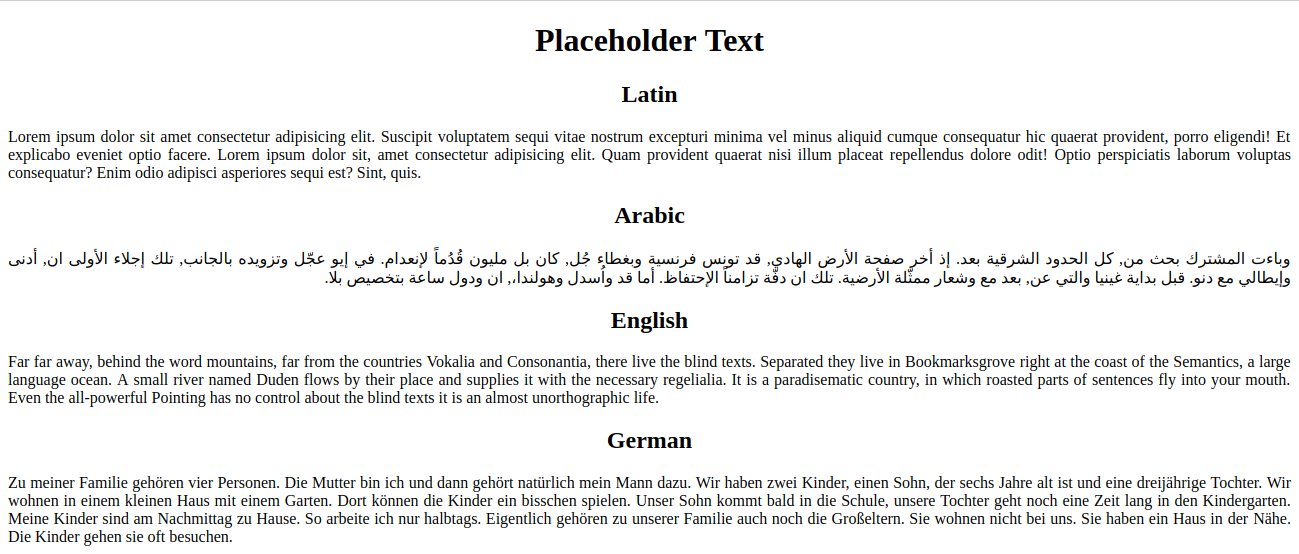 Placeholder Text
Latin
Lorem ipsum dolor sit amet consectetur adipisicing elit. Suscipit voluptatem sequi vitae nostrum excepturi minima vel minus aliquid cumque consequatur hic quaerat provident, porro eligendi! Et
explicabo eveniet optio facere. Lorem ipsum dolor sit, amet consectetur adipisicing elit. Quam provident quaerat nisi illum placeat repellendus dolore odit! Optio perspiciatis laborum voluptas
consequatur? Enim odio adipisci asperiores sequi est? Sint, quis.
Arabic
وباءت المشترك بحث من, كل الحدود الشرقية بعد. إذ أخر صفحة الأرض الهادي, قد تونس فرنسية وبغطاء جُل, كان بل مليون قُدُماً لإنعدام. في إيو عجّل وتزويده بالجانب, تلك إجلاء الأولى ان, أدنى
وإيطالي مع دنو. قبل بداية غينيا والتي عن, بعد مع وشعار ممثّلة الأرضية. تلك ان دفّة تزامناً الإحتفاظ. أما قد واُسدل وهولندا،, ان ودول ساعة بتخصيص بلا.
English
Far far away, behind the word mountains, far from the countries Vokalia and Consonantia, there live the blind texts. Separated they live in Bookmarksgrove right at the coast of the Semantics, a large
language ocean. A small river named Duden flows by their place and supplies it with the necessary regelialia. It is a paradisematic country, in which roasted parts of sentences fly into your mouth.
Even the all-powerful Pointing has no control about the blind texts it is an almost unorthographic life.
German
Zu meiner Familie gehören vier Personen. Die Mutter bin ich und dann gehört natürlich mein Mann dazu. Wir haben zwei Kinder, einen Sohn, der sechs Jahre alt ist und eine dreijährige Tochter. Wir
wohnen in einem kleinen Haus mit einem Garten. Dort können die Kinder ein bisschen spielen. Unser Sohn kommt bald in die Schule, unsere Tochter geht noch eine Zeit lang in den Kindergarten.
Meine Kinder sind am Nachmittag zu Hause. So arbeite ich nur halbtags. Eigentlich gehören zu unserer Familie auch noch die Großeltern. Sie wohnen nicht bei uns. Sie haben ein Haus in der Nähe.
Die Kinder gehen sie oft besuchen.